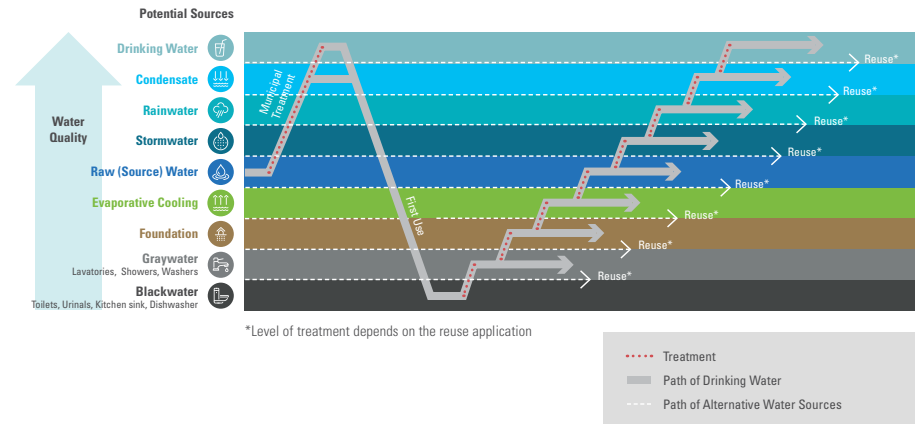 Potential Sources
Water
Quality
Drinking Water
Condensate
Rainwater
Stormwater
Raw (Source) Water
Evaporative Cooling
Foundation
Graywater
Lavatories, Showers, Washers
Blackwater
Toilets, Urinals, Kitchen sink, Dishwasher
Municipal
Treatment
First Use
Reuse*
Reuse*
Reuse*
Reuse*
Reuse*
Reuse*
Reuse*
Reuse*
*Level of treatment depends on the reuse application
Treatment
Path of Drinking Water
Path of Alternative Water Sources